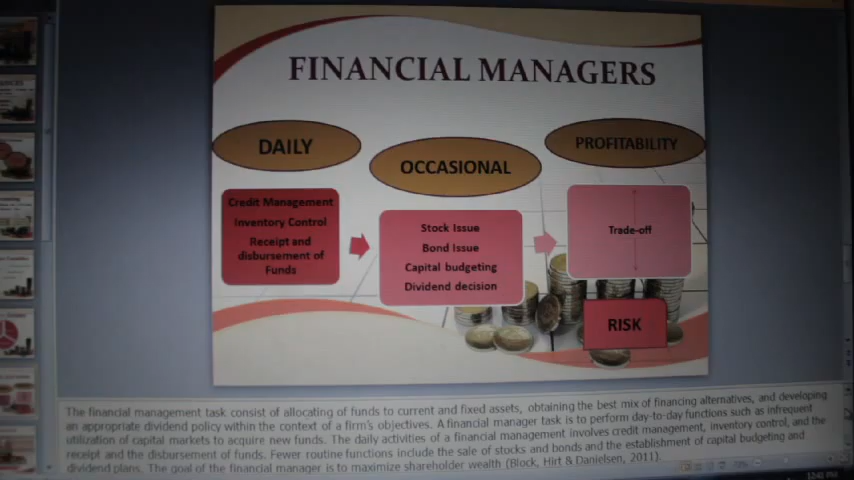 FINANCIAL MANAGERS
DAILY
OCCASIONAL
PROFITABILITY
Credit Management
Inventory Control
Receipt and
disbursement of
Funds
Stock Issue
Bond Issue
Capital budgeting
Dividend decision
Trade-off
RISK
The financial management task consist of allocating of funds to current and fixed assets, obtaining the best mix of financing alternatives, and developing
an appropriate dividend policy within the context of a firm's objectives. A financial manager task is to perform day-to-day functions such as infrequent
utilization of capital markets to acquire new funds. The daily activities of a financial management involves credit management, inventory control, and the
receipt and the disbursement of funds. Fewer routine functions include the sale of stocks and bonds and the establishment of capital budgeting and
dividend plans. The goal of the financial manager is to maximize shareholder wealth (Block, Hirt & Danielsen, 2011).